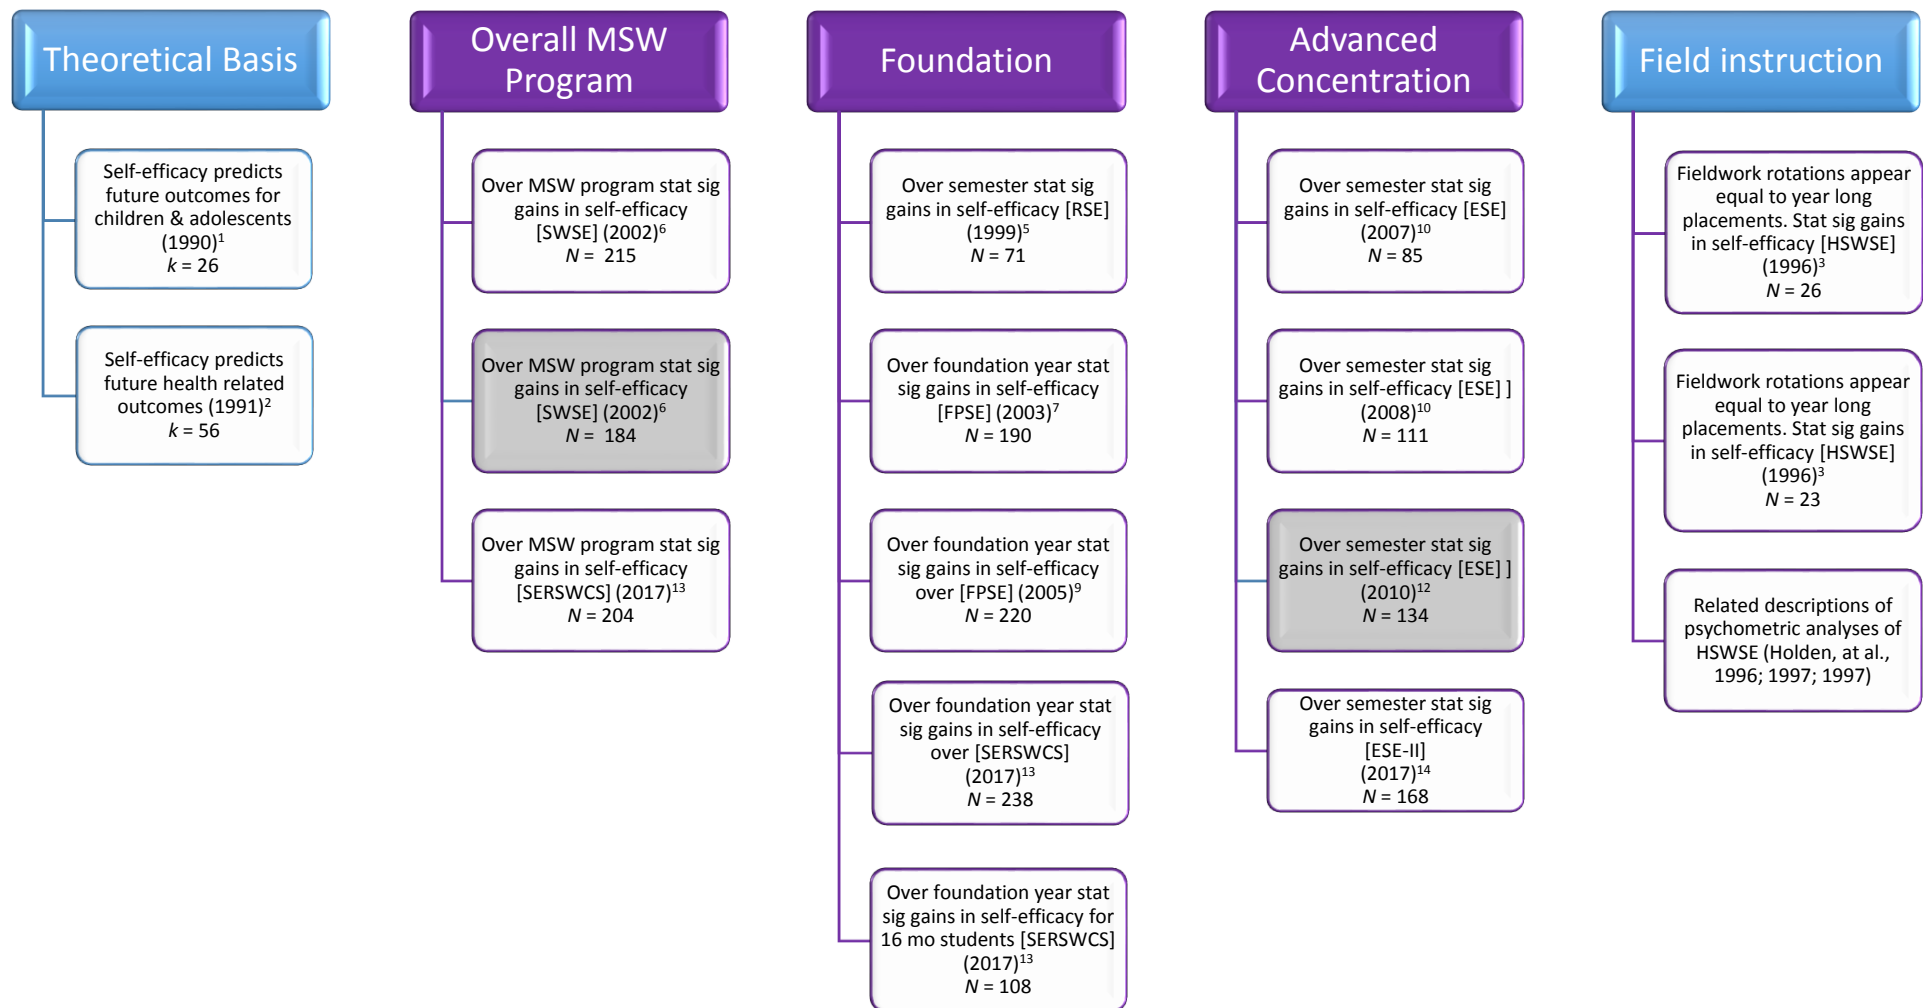 Theoretical Basis
Self-efficacy predicts
future outcomes for
children & adolescents
(1990)1
k = 26
Self-efficacy predicts
future health related
outcomes (1991)2
k = 56
Overall MSW
Program
Over MSW program stat sig
gains in self-efficacy
[SWSE] (2002)6
N =  215
Over MSW program stat sig
gains in self-efficacy
[SWSE] (2002)6
N =  184
Over MSW program stat sig
gains in self-efficacy
[SERSWCS] (2017)13
N = 204
Foundation
Over semester stat sig
gains in self-efficacy [RSE]
(1999)5
N = 71
Over foundation year stat
sig gains in self-efficacy
[FPSE] (2003)7
N = 190
Over foundation year stat
sig gains in self-efficacy
over [FPSE] (2005)9
N = 220
Over foundation year stat
sig gains in self-efficacy
over [SERSWCS]
(2017)13
N = 238
Over foundation year stat
sig gains in self-efficacy for
16 mo students [SERSWCS]
(2017)13
N = 108
Advanced
Concentration
Over semester stat sig
gains in self-efficacy [ESE]
(2007)10
N = 85
Over semester stat sig
gains in self-efficacy [ESE] ]
(2008)10
N = 111
Over semester stat sig
gains in self-efficacy [ESE] ]
(2010)12
N = 134
Over semester stat sig
gains in self-efficacy
[ESE-II]
(2017)14
N = 168
Field instruction
Fieldwork rotations appear
equal to year long
placements. Stat sig gains
in self-efficacy [HSWSE]
(1996)3
N = 26
Fieldwork rotations appear
equal to year long
placements. Stat sig gains
in self-efficacy [HSWSE]
(1996)3
N = 23
Related descriptions of
psychometric analyses of
HSWSE (Holden, at al.,
1996; 1997; 1997)